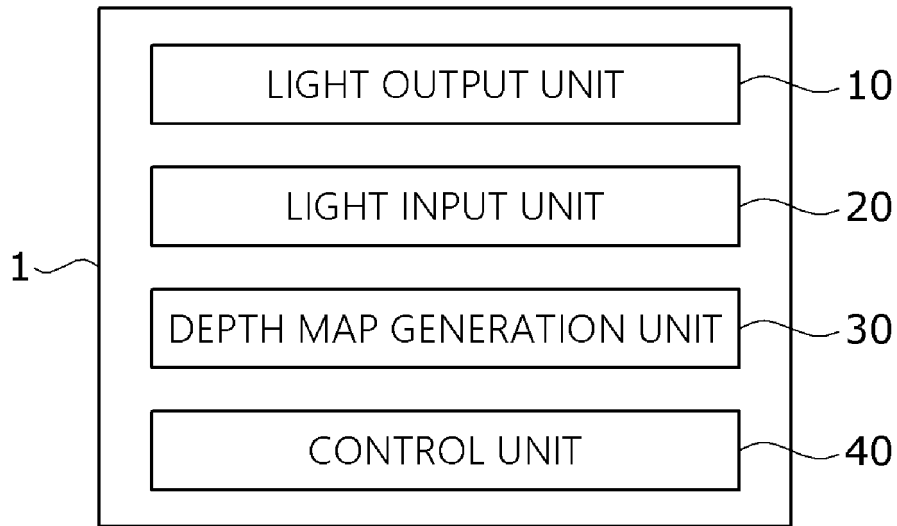 LIGHT OUTPUT UNIT 10
LIGHT INPUT UNIT 20
1
DEPTH MAP GENERATION UNIT 30
CONTROL UNIT 40